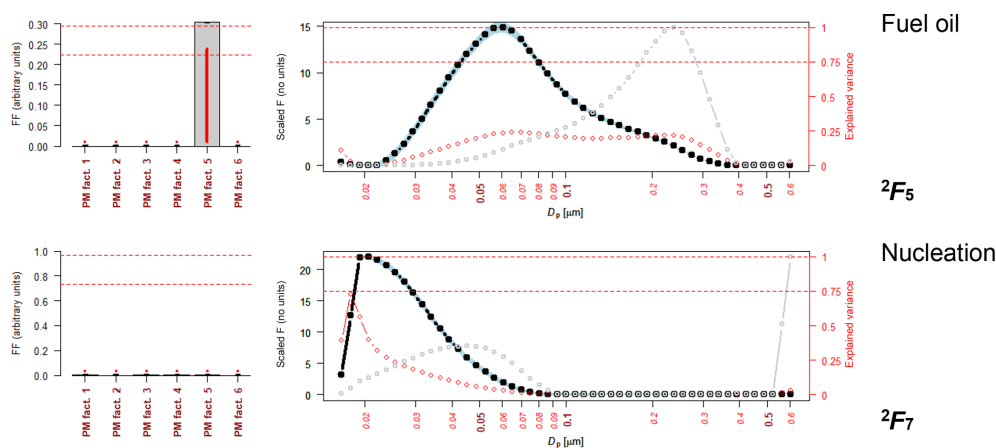 Fuel oil
FF (arbitrary units)
0.30
0.25
0.20
0.15
0.10
0.05
0.00
PM fact. 1
PM fact. 2
PM fact. 3
PM fact. 4
PM fact. 5
PM fact. 6
Scaled F (no units)
15
10
5
0
Explained variance
1
0.75
0.5
0.25
0
0.02
0.03
0.04
0.05
0.06
0.07
0.08
0.09
0.1
0.2
0.3
0.4
0.5
0.6
Dp [µm]
²F₅
Nucleation
FF (arbitrary units)
1.0
0.8
0.6
0.4
0.2
0.0
PM fact. 1
PM fact. 2
PM fact. 3
PM fact. 4
PM fact. 5
PM fact. 6
Scaled F (no units)
20
15
10
5
0
Explained variance
1
0.75
0.5
0.25
0
0.02
0.03
0.04
0.05
0.06
0.07
0.08
0.09
0.1
0.2
0.3
0.4
0.5
0.6
Dp [µm]
²F₇